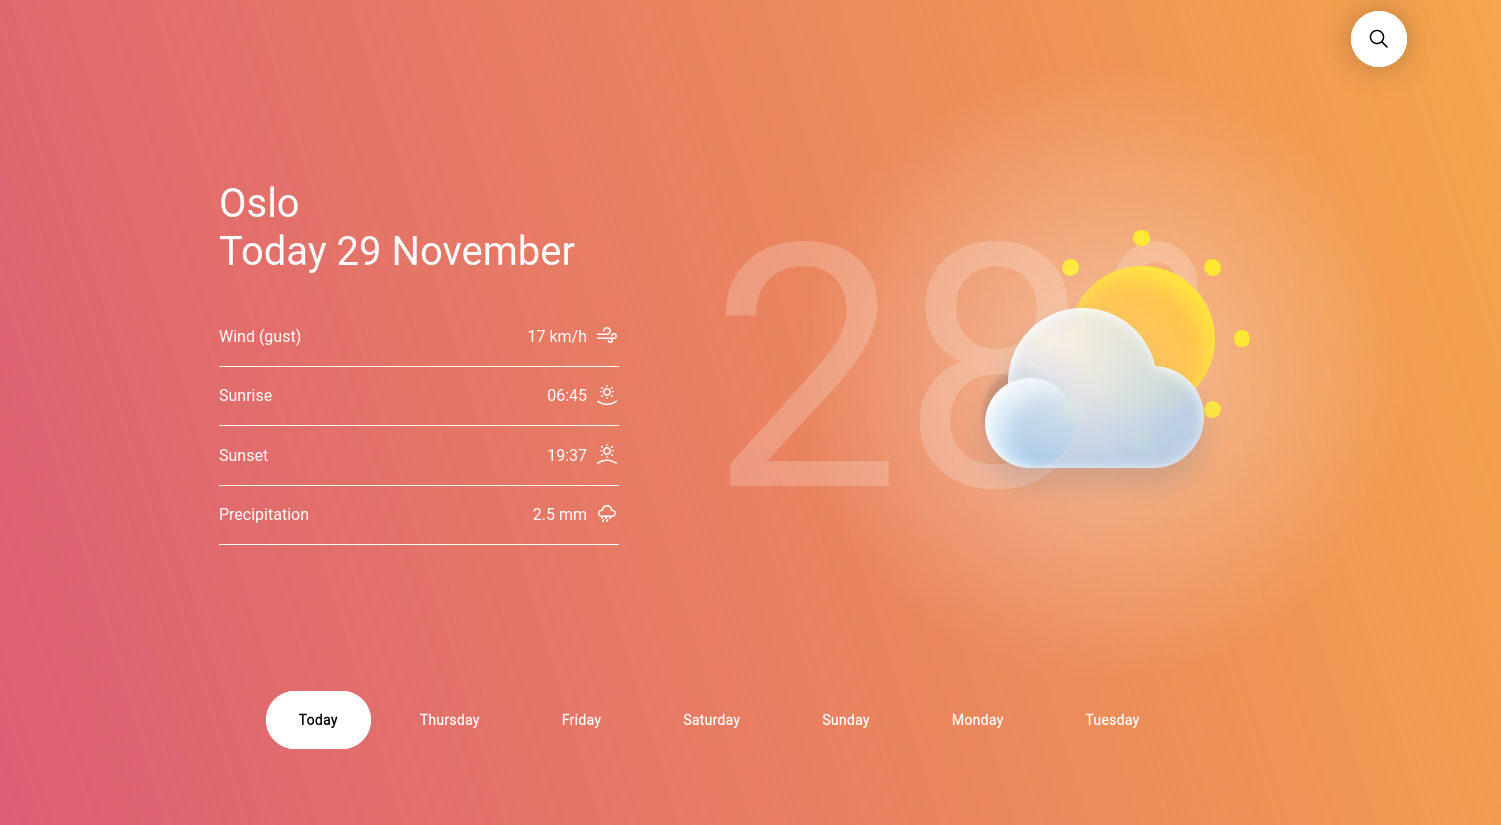 Oslo
Today 29 November
Wind (gust) 17 km/h
Sunrise 06:45
Sunset 19:37
Precipitation 2.5 mm
28°
Today Thursday Friday Saturday Sunday Monday Tuesday